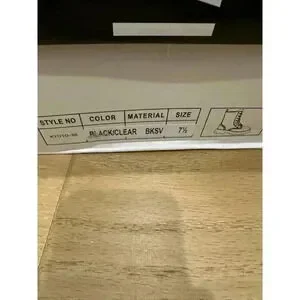 STYLE NO COLOR MATERIAL SIZE
BLACK/CLEAR BKSV 7½